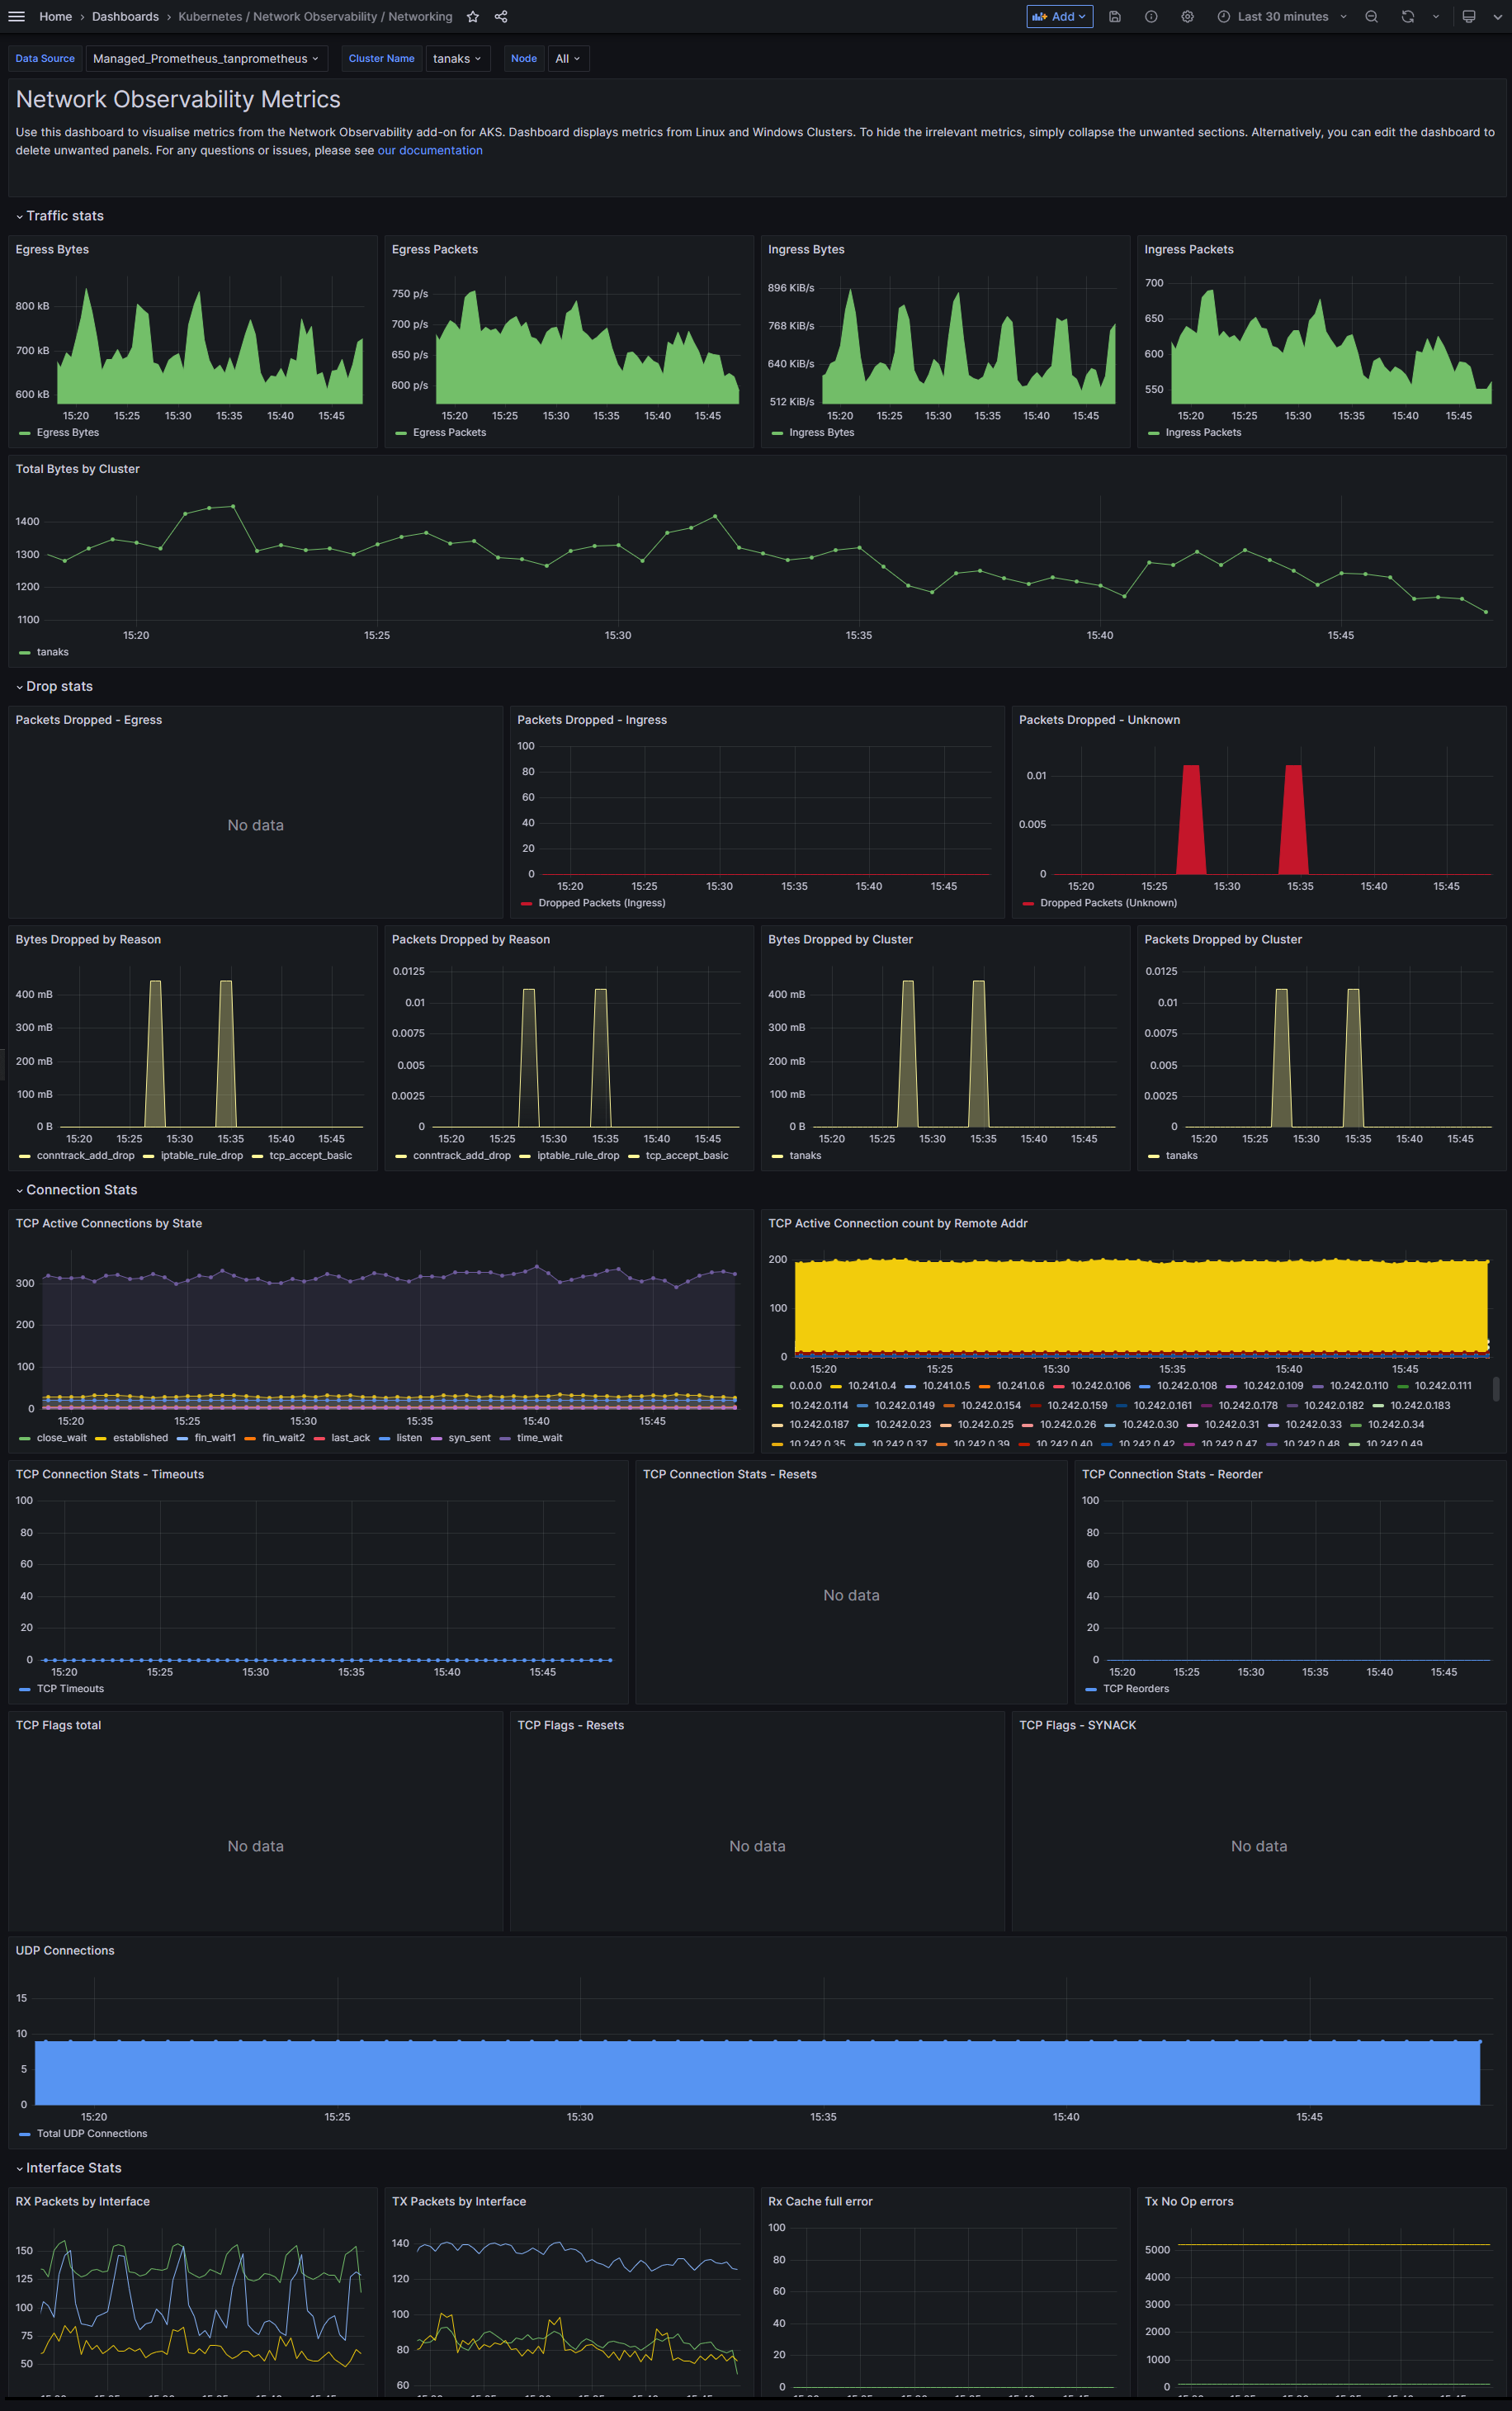 Home › Dashboards › Kubernetes / Network Observability / Networking Add Last 30 minutes
Data Source Managed_Prometheus_tanprometheus Cluster Name tanaks Node All
Network Observability Metrics
Use this dashboard to visualise metrics from the Network Observability add-on for AKS. Dashboard displays metrics from Linux and Windows Clusters. To hide the irrelevant metrics, simply collapse the unwanted sections. Alternatively, you can edit the dashboard to
delete unwanted panels. For any questions or issues, please see our documentation
Traffic stats
Egress Bytes
800 kB
700 kB
600 kB
15:20 15:25 15:30 15:35 15:40 15:45
Egress Bytes
Egress Packets
750 p/s
700 p/s
650 p/s
600 p/s
15:20 15:25 15:30 15:35 15:40 15:45
Egress Packets
Ingress Bytes
896 KiB/s
768 KiB/s
640 KiB/s
512 KiB/s
15:20 15:25 15:30 15:35 15:40 15:45
Ingress Bytes
Ingress Packets
700
650
600
550
15:20 15:25 15:30 15:35 15:40 15:45
Ingress Packets
Total Bytes by Cluster
1400
1300
1200
1100
15:20 15:25 15:30 15:35 15:40 15:45
tanaks
Drop stats
Packets Dropped - Egress
No data
Packets Dropped - Ingress
100
80
60
40
20
0
15:20 15:25 15:30 15:35 15:40 15:45
Dropped Packets (Ingress)
Packets Dropped - Unknown
0.01
0.005
0
15:20 15:25 15:30 15:35 15:40 15:45
Dropped Packets (Unknown)
Bytes Dropped by Reason
400 mB
300 mB
200 mB
100 mB
0 B
15:20 15:25 15:30 15:35 15:40 15:45
conntrack_add_drop iptable_rule_drop tcp_accept_basic
Packets Dropped by Reason
0.0125
0.01
0.0075
0.005
0.0025
0
15:20 15:25 15:30 15:35 15:40 15:45
conntrack_add_drop iptable_rule_drop tcp_accept_basic
Bytes Dropped by Cluster
400 mB
300 mB
200 mB
100 mB
0 B
15:20 15:25 15:30 15:35 15:40 15:45
tanaks
Packets Dropped by Cluster
0.0125
0.01
0.0075
0.005
0.0025
0
15:20 15:25 15:30 15:35 15:40 15:45
tanaks
Connection Stats
TCP Active Connections by State
300
200
100
0
15:20 15:25 15:30 15:35 15:40 15:45
close_wait established fin_wait1 fin_wait2 last_ack listen syn_sent time_wait
TCP Active Connection count by Remote Addr
200
100
0
15:20 15:25 15:30 15:35 15:40 15:45
0.0.0.0 10.241.0.4 10.241.0.5 10.241.0.6 10.242.0.106 10.242.0.108 10.242.0.109 10.242.0.110 10.242.0.111
10.242.0.114 10.242.0.149 10.242.0.154 10.242.0.159 10.242.0.161 10.242.0.178 10.242.0.182 10.242.0.183
10.242.0.187 10.242.0.23 10.242.0.25 10.242.0.26 10.242.0.30 10.242.0.31 10.242.0.33 10.242.0.34
10.242.0.35 10.242.0.37 10.242.0.39 10.242.0.40 10.242.0.42 10.242.0.47 10.242.0.48 10.242.0.49
TCP Connection Stats - Timeouts
100
80
60
40
20
0
15:20 15:25 15:30 15:35 15:40 15:45
TCP Timeouts
TCP Connection Stats - Resets
No data
TCP Connection Stats - Reorder
100
80
60
40
20
0
15:20 15:25 15:30 15:35 15:40 15:45
TCP Reorders
TCP Flags total
No data
TCP Flags - Resets
No data
TCP Flags - SYNACK
No data
UDP Connections
15
10
5
0
15:20 15:25 15:30 15:35 15:40 15:45
Total UDP Connections
Interface Stats
RX Packets by Interface
150
125
100
75
50
TX Packets by Interface
140
120
100
80
60
Rx Cache full error
100
80
60
40
20
0
Tx No Op errors
5000
4000
3000
2000
1000
0